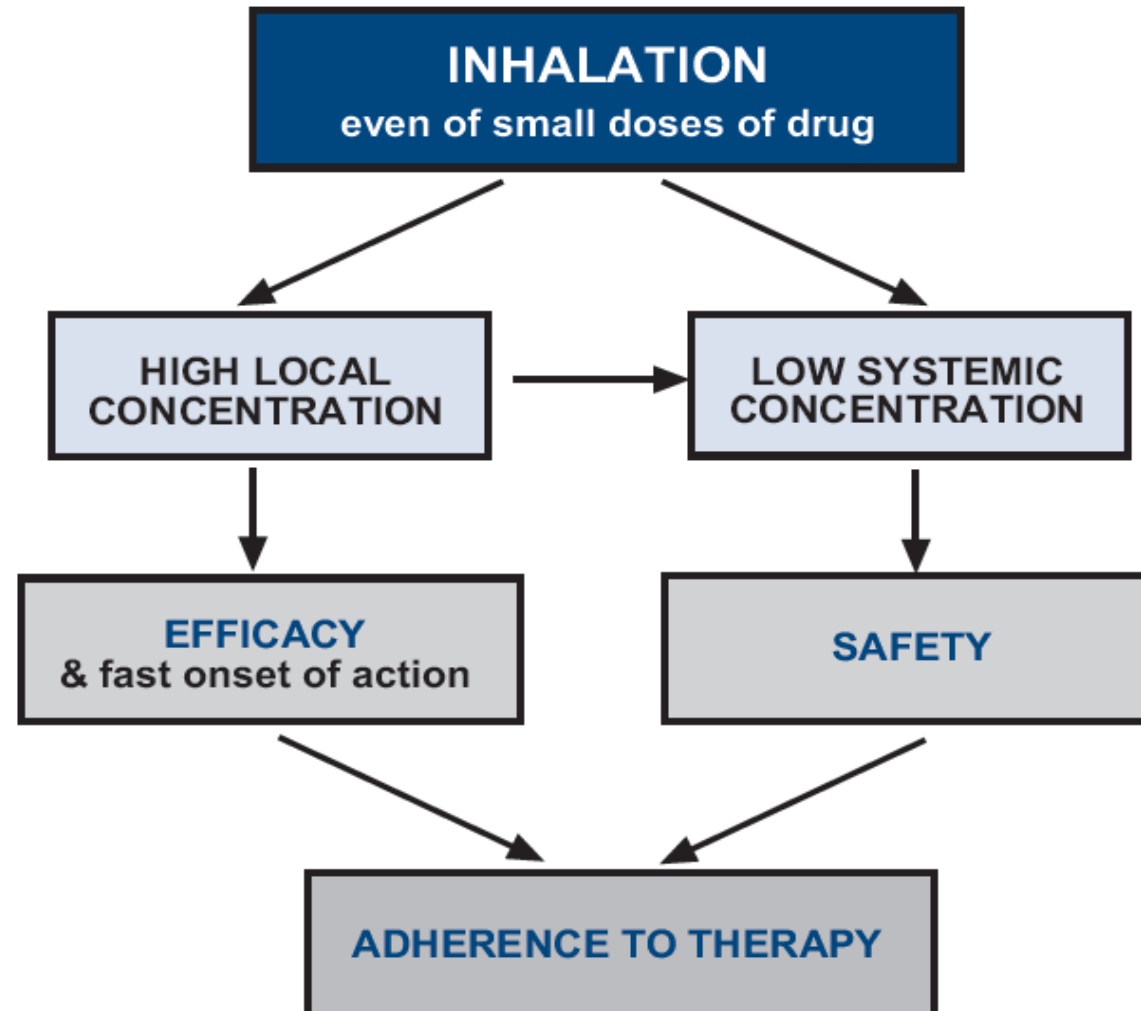 INHALATION
even of small doses of drug
HIGH LOCAL
CONCENTRATION
LOW SYSTEMIC
CONCENTRATION
EFFICACY
& fast onset of action
SAFETY
ADHERENCE TO THERAPY